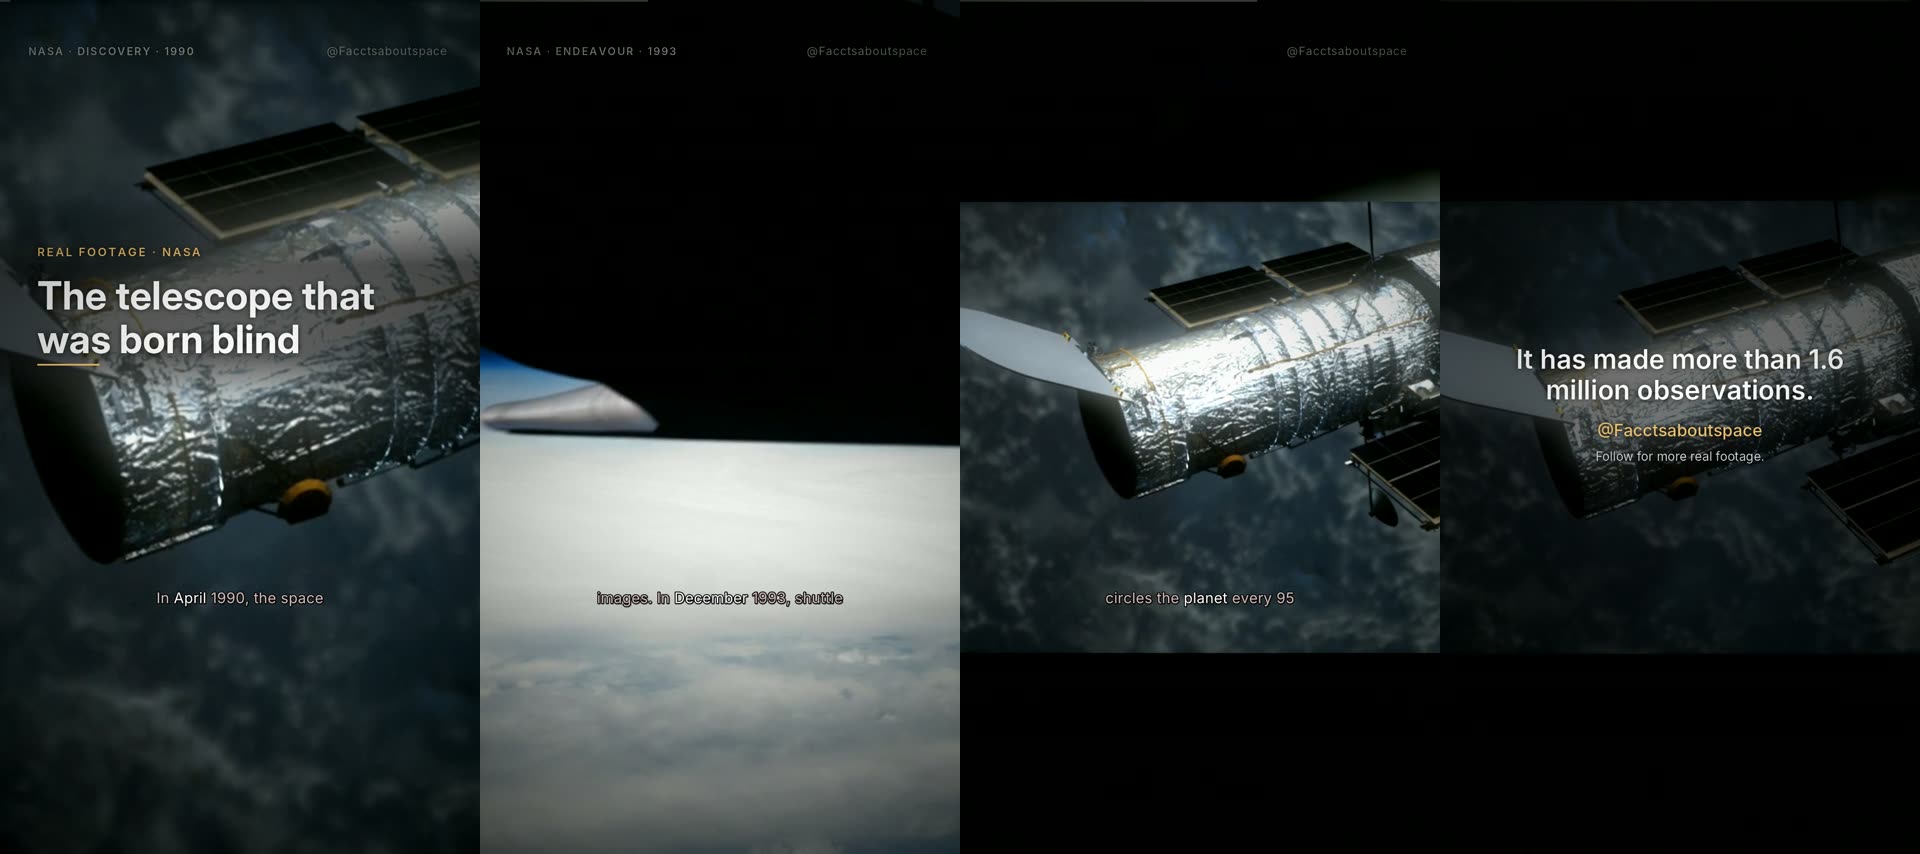 NASA · DISCOVERY · 1990
@Facctsaboutspace
REAL FOOTAGE · NASA
The telescope that
was born blind
In April 1990, the space
NASA · ENDEAVOUR · 1993
@Facctsaboutspace
images. In December 1993, shuttle
@Facctsaboutspace
circles the planet every 95
It has made more than 1.6
million observations.
@Facctsaboutspace
Follow for more real footage.